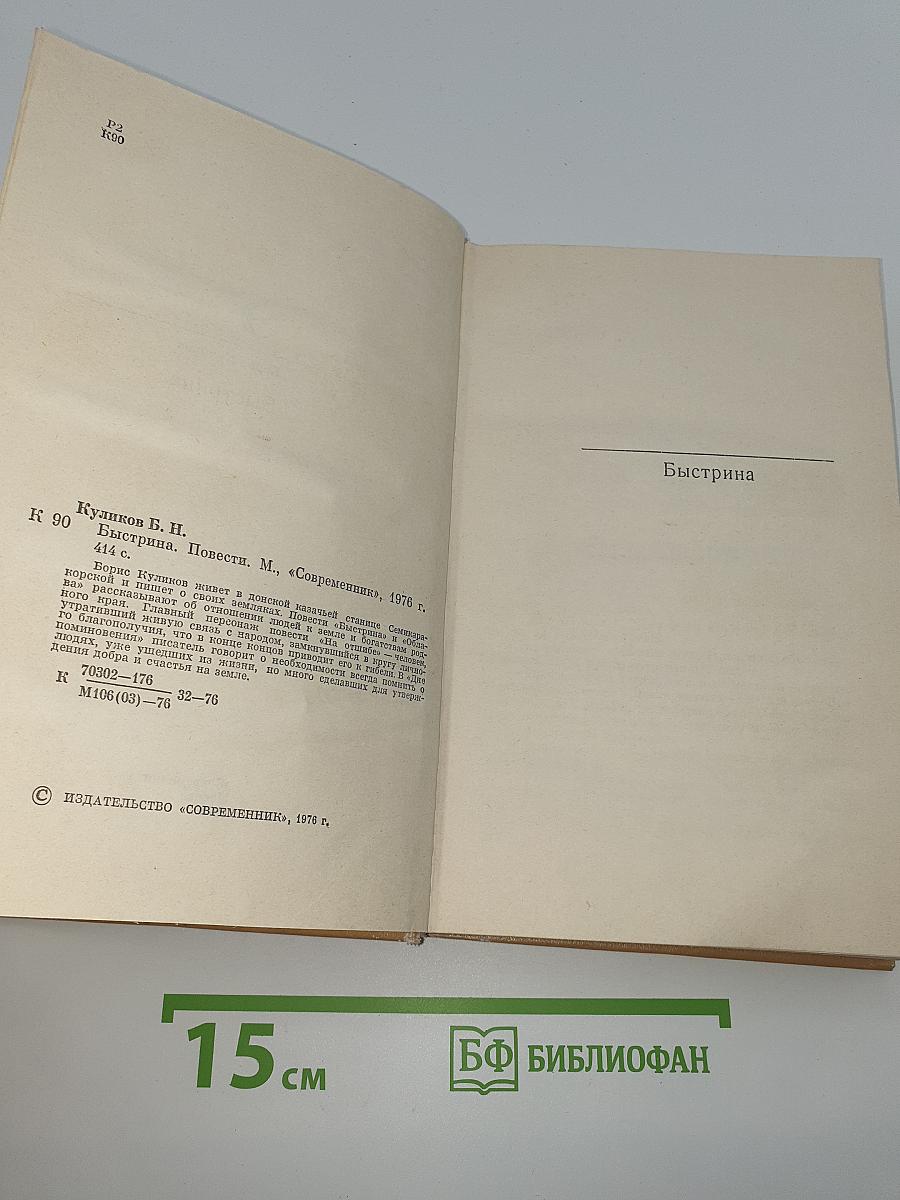 Р2
К90
Куликов Б. Н.
К 90
Быстрина. Повести. М., «Современник», 1976 г.
414 с.
Борис Куликов живет в донской казачьей станице Семикара-
корской и пишет о своих земляках. Повести «Быстрина» и «Обла-
ва» рассказывают об отношении людей к земле и богатствам род-
ного края. Главный персонаж повести «На отшибе» — человек,
утративший живую связь с народом, замкнувшийся в кругу лично-
го благополучия, что в конце концов приводит его к гибели. В «Дне
поминовения» писатель говорит о необходимости всегда помнить о
людях, уже ушедших из жизни, но много сделавших для утверж-
дения добра и счастья на земле.
К 70302—176
М106(03)—76 32—76
© ИЗДАТЕЛЬСТВО «СОВРЕМЕННИК», 1976 г.
Быстрина
15 см
БФ БИБЛИОФАН